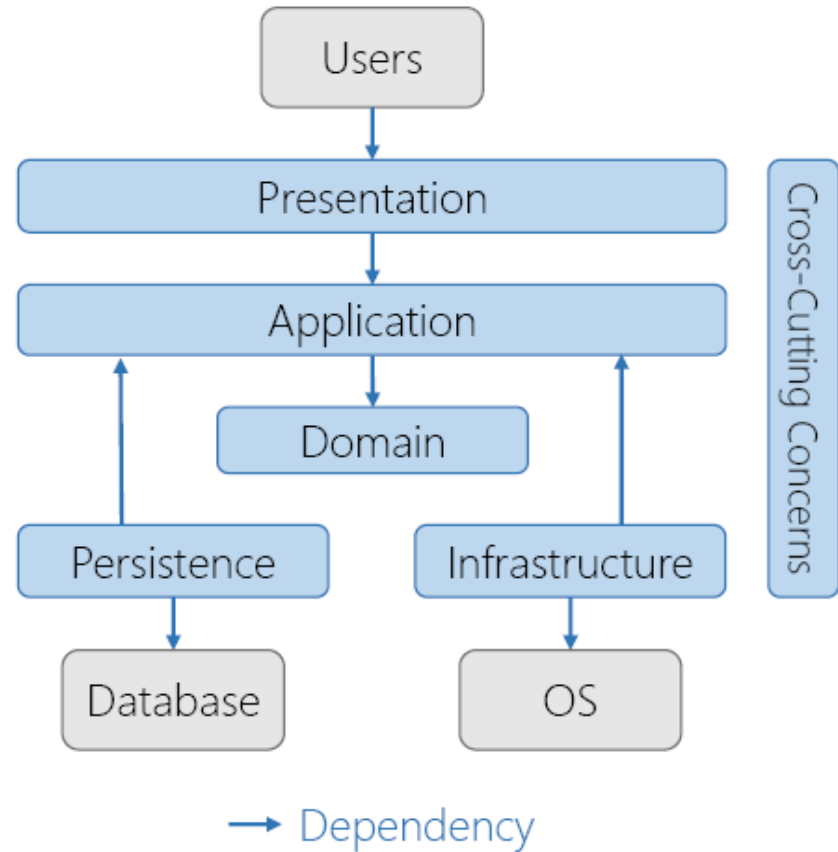 Users
Presentation
Application
Domain
Persistence
Infrastructure
Database
OS
Cross-Cutting Concerns
Dependency